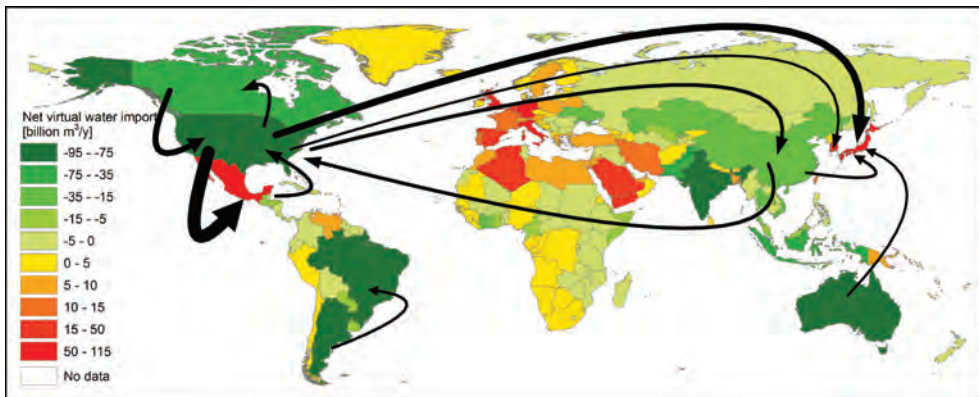 Net virtual water import
[billion m³/y]
-95 - -75
-75 - -35
-35 - -15
-15 - -5
-5 - 0
0 - 5
5 - 10
10 - 15
15 - 50
50 - 115
No data